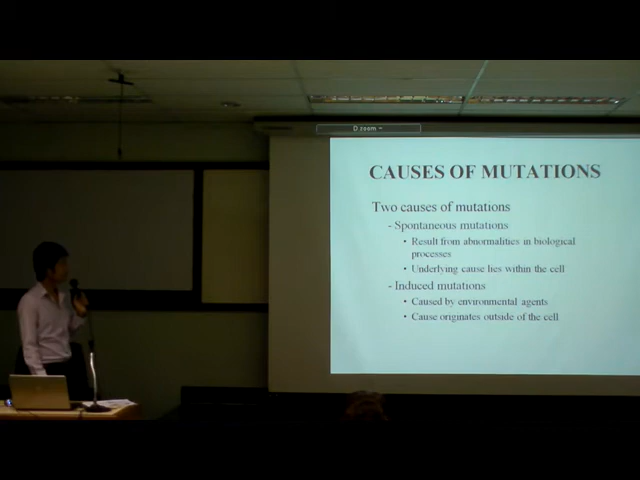 D.zoom
CAUSES OF MUTATIONS
Two causes of mutations
- Spontaneous mutations
• Result from abnormalities in biological
processes
• Underlying cause lies within the cell
- Induced mutations
• Caused by environmental agents
• Cause originates outside of the cell